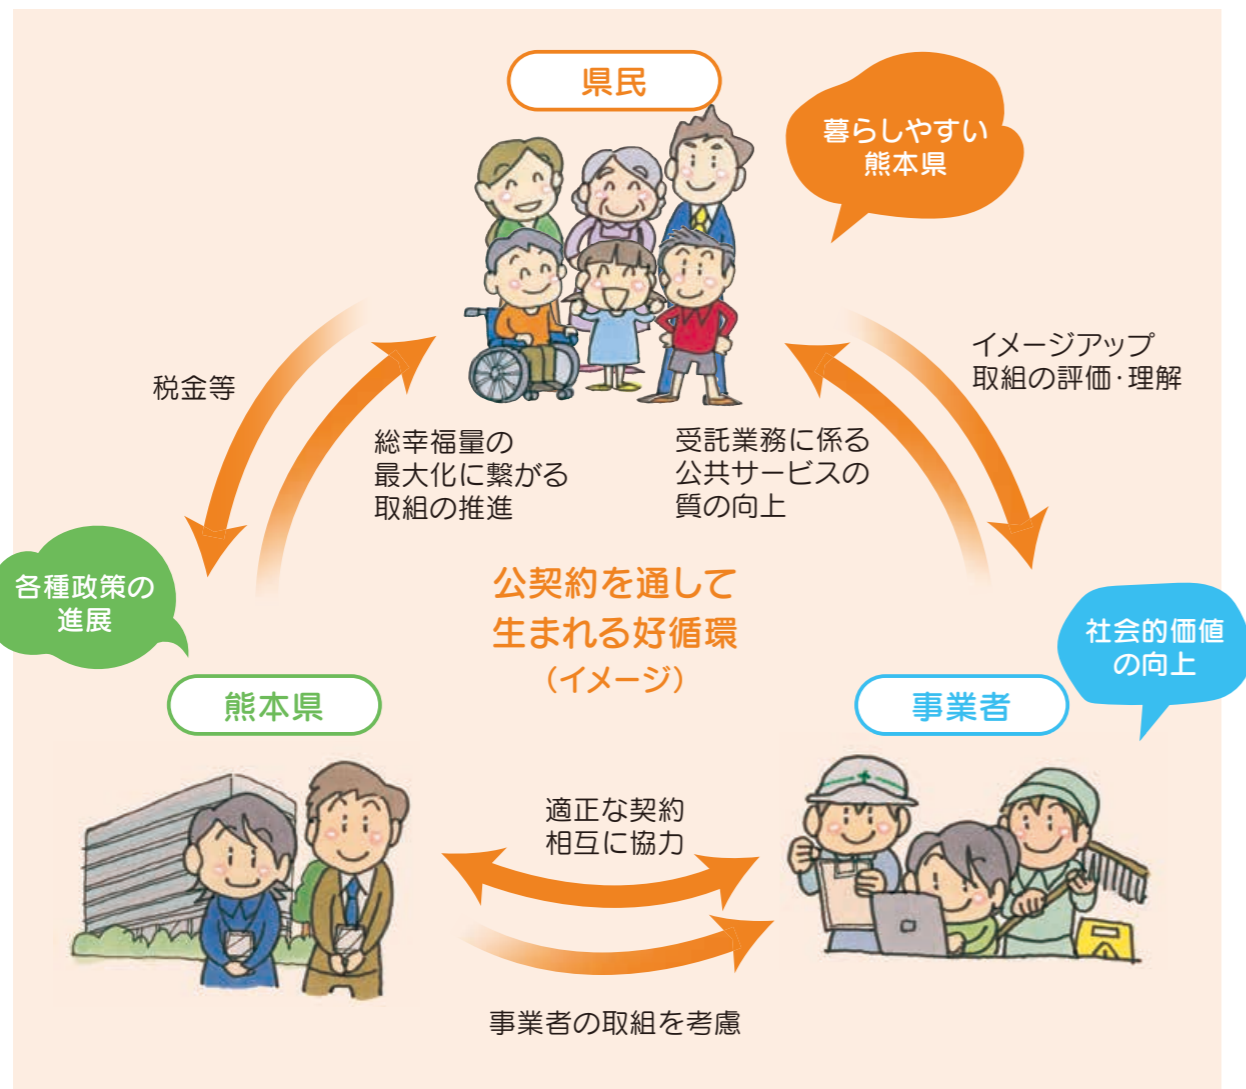 県民
暮らしやすい
熊本県
イメージアップ
取組の評価・理解
税金等
総幸福量の
最大化に繋がる
取組の推進
受託業務に係る
公共サービスの
質の向上
各種政策の
進展
公契約を通して
生まれる好循環
（イメージ）
社会的価値
の向上
熊本県
事業者
適正な契約
相互に協力
事業者の取組を考慮